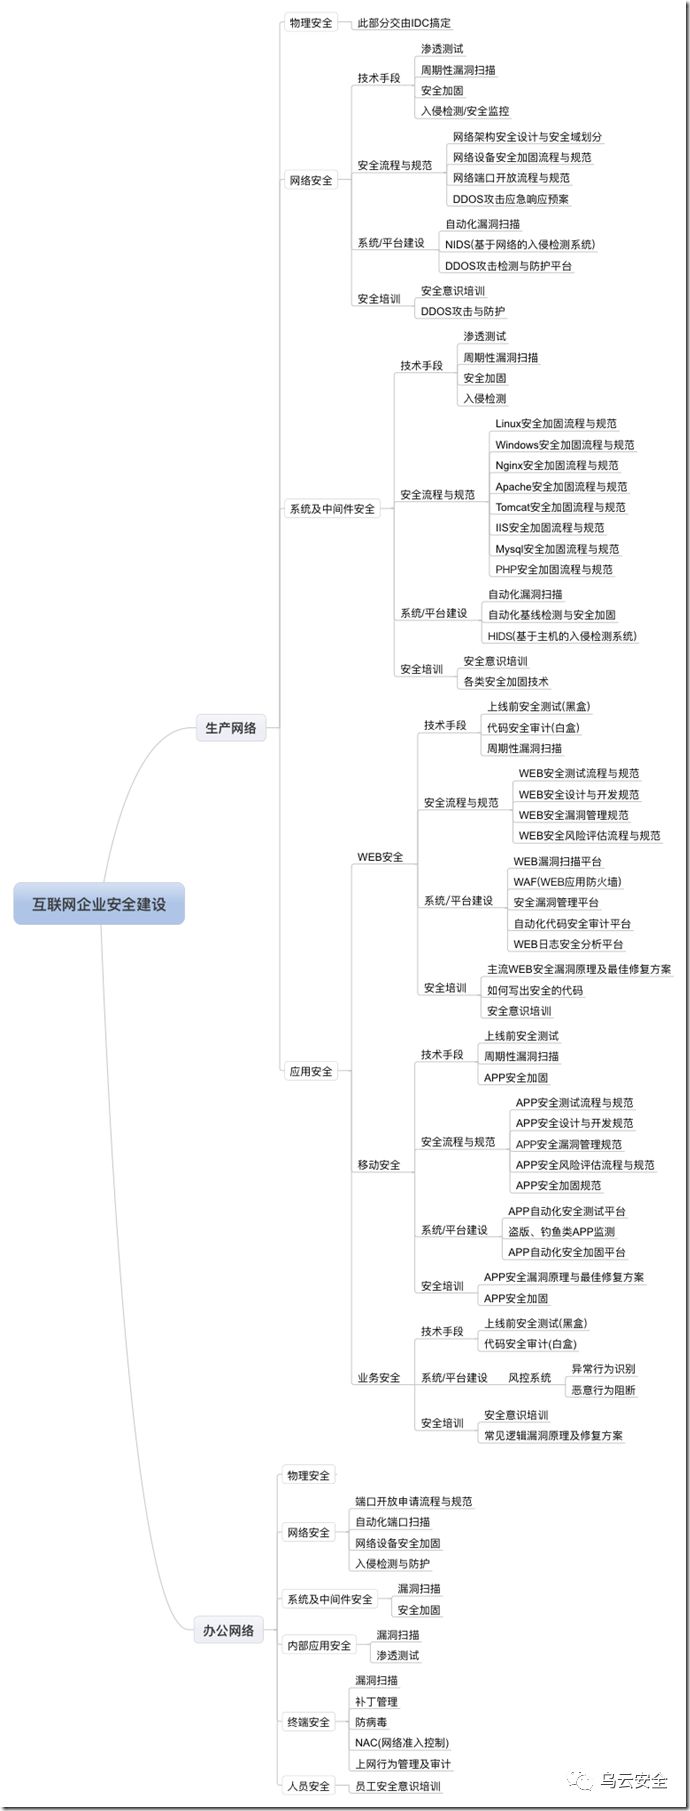 互联网企业安全建设
生产网络
物理安全
此部分交由IDC搞定
网络安全
技术手段
渗透测试
周期性漏洞扫描
安全加固
入侵检测/安全监控
安全流程与规范
网络架构安全设计与安全域划分
网络设备安全加固流程与规范
网络端口开放流程与规范
DDOS攻击应急响应预案
系统/平台建设
自动化漏洞扫描
NIDS(基于网络的入侵检测系统)
DDOS攻击检测与防护平台
安全培训
安全意识培训
DDOS攻击与防护
系统及中间件安全
技术手段
渗透测试
周期性漏洞扫描
安全加固
入侵检测
安全流程与规范
Linux安全加固流程与规范
Windows安全加固流程与规范
Nginx安全加固流程与规范
Apache安全加固流程与规范
Tomcat安全加固流程与规范
IIS安全加固流程与规范
Mysql安全加固流程与规范
PHP安全加固流程与规范
系统/平台建设
自动化漏洞扫描
自动化基线检测与安全加固
HIDS(基于主机的入侵检测系统)
安全培训
安全意识培训
各类安全加固技术
应用安全
WEB安全
技术手段
上线前安全测试(黑盒)
代码安全审计(白盒)
周期性漏洞扫描
安全流程与规范
WEB安全测试流程与规范
WEB安全设计与开发规范
WEB安全漏洞管理规范
WEB安全风险评估流程与规范
系统/平台建设
WEB漏洞扫描平台
WAF(WEB应用防火墙)
安全漏洞管理平台
自动化代码安全审计平台
WEB日志安全分析平台
安全培训
主流WEB安全漏洞原理及最佳修复方案
如何写出安全的代码
安全意识培训
移动安全
技术手段
上线前安全测试
周期性漏洞扫描
APP安全加固
安全流程与规范
APP安全测试流程与规范
APP安全设计与开发规范
APP安全漏洞管理规范
APP安全风险评估流程与规范
APP安全加固规范
系统/平台建设
APP自动化安全测试平台
盗版、钓鱼类APP监测
APP自动化安全加固平台
安全培训
APP安全漏洞原理与最佳修复方案
APP安全加固
业务安全
技术手段
上线前安全测试(黑盒)
代码安全审计(白盒)
系统/平台建设
风控系统
异常行为识别
恶意行为阻断
安全培训
安全意识培训
常见逻辑漏洞原理及修复方案
办公网络
物理安全
网络安全
端口开放申请流程与规范
自动化端口扫描
网络设备安全加固
入侵检测与防护
系统及中间件安全
漏洞扫描
安全加固
内部应用安全
漏洞扫描
渗透测试
终端安全
漏洞扫描
补丁管理
防病毒
NAC(网络准入控制)
上网行为管理及审计
人员安全
员工安全意识培训
乌云安全